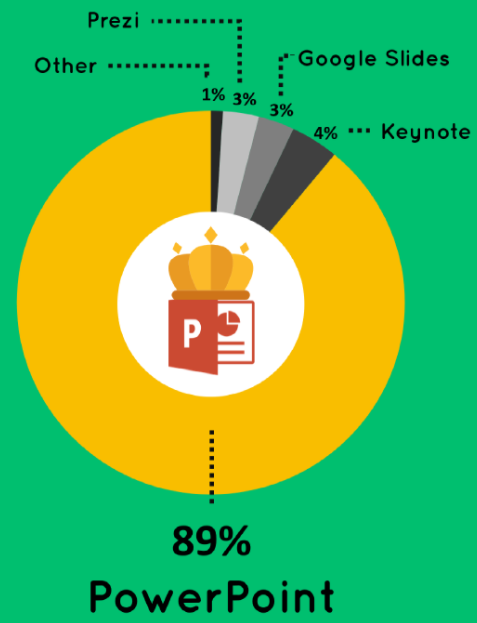 Prezi
Other
Google Slides
1%
3%
3%
4%
Keynote
P
89%
PowerPoint